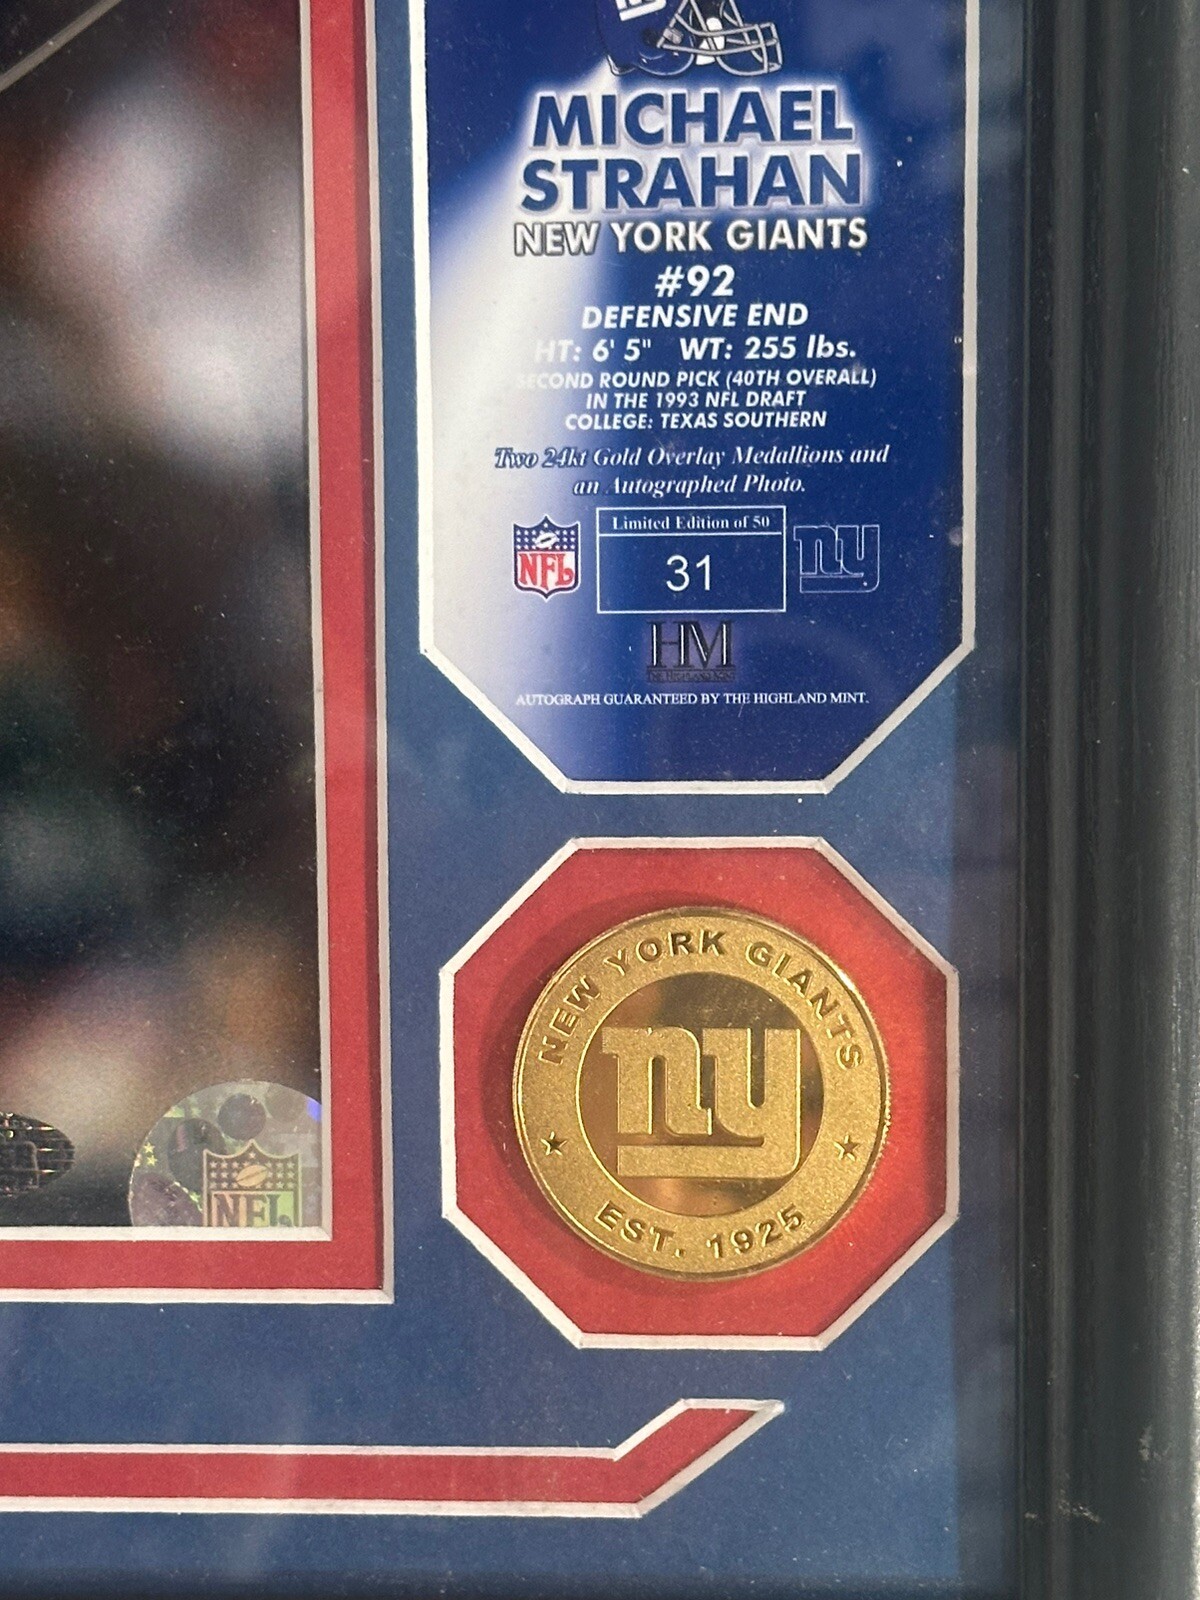 MICHAEL
STRAHAN
NEW YORK GIANTS
#92
DEFENSIVE END
HT: 6' 5" WT: 255 lbs.
SECOND ROUND PICK (40TH OVERALL)
IN THE 1993 NFL DRAFT
COLLEGE: TEXAS SOUTHERN
Two 24kt Gold Overlay Medallions and
an Autographed Photo.
Limited Edition of 50
NFL
31
ny
HM
THE HIGHLAND MINT
AUTOGRAPH GUARANTEED BY THE HIGHLAND MINT.
NEW YORK GIANTS
ny
EST. 1925
NFL